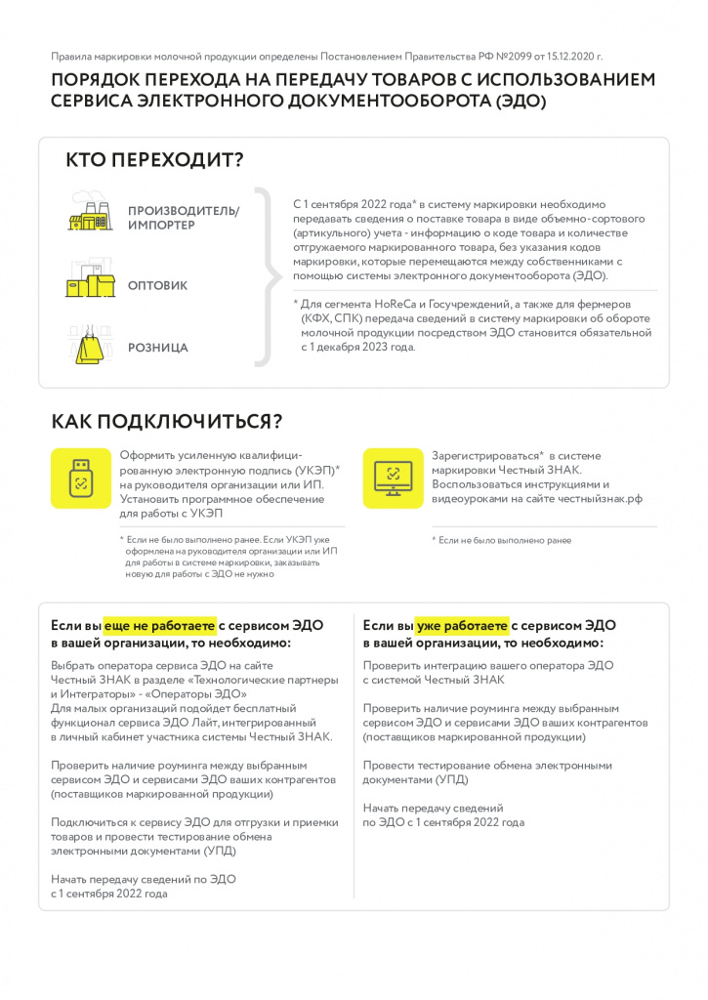 Правила маркировки молочной продукции определены Постановлением Правительства РФ №2099 от 15.12.2020 г.
ПОРЯДОК ПЕРЕХОДА НА ПЕРЕДАЧУ ТОВАРОВ С ИСПОЛЬЗОВАНИЕМ
СЕРВИСА ЭЛЕКТРОННОГО ДОКУМЕНТООБОРОТА (ЭДО)
КТО ПЕРЕХОДИТ?
ПРОИЗВОДИТЕЛЬ/
ИМПОРТЕР
ОПТОВИК
РОЗНИЦА
С 1 сентября 2022 года* в систему маркировки необходимо
передавать сведения о поставке товара в виде объемно-сортового
(артикульного) учета - информацию о коде товара и количестве
отгружаемого маркированного товара, без указания кодов
маркировки, которые перемещаются между собственниками с
помощью системы электронного документооборота (ЭДО).
* Для сегмента HoReCa и Госучреждений, а также для фермеров
(КФХ, СПК) передача сведений в систему маркировки об обороте
молочной продукции посредством ЭДО становится обязательной
с 1 декабря 2023 года.
КАК ПОДКЛЮЧИТЬСЯ?
Оформить усиленную квалифици-
рованную электронную подпись (УКЭП)*
на руководителя организации или ИП.
Установить программное обеспечение
для работы с УКЭП
* Если не было выполнено ранее. Если УКЭП уже
оформлена на руководителя организации или ИП
для работы в системе маркировки, заказывать
новую для работы с ЭДО не нужно
Зарегистрироваться* в системе
маркировки Честный ЗНАК.
Воспользоваться инструкциями и
видеоуроками на сайте честныйзнак.рф
* Если не было выполнено ранее
Если вы еще не работаете с сервисом ЭДО
в вашей организации, то необходимо:
Выбрать оператора сервиса ЭДО на сайте
Честный ЗНАК в разделе «Технологические партнеры
и Интеграторы» - «Операторы ЭДО»
Для малых организаций подойдет бесплатный
функционал сервиса ЭДО Лайт, интегрированный
в личный кабинет участника системы Честный ЗНАК.
Проверить наличие роуминга между выбранным
сервисом ЭДО и сервисами ЭДО ваших контрагентов
(поставщиков маркированной продукции)
Подключиться к сервису ЭДО для отгрузки и приемки
товаров и провести тестирование обмена
электронными документами (УПД)
Начать передачу сведений по ЭДО
с 1 сентября 2022 года
Если вы уже работаете с сервисом ЭДО
в вашей организации, то необходимо:
Проверить интеграцию вашего оператора ЭДО
с системой Честный ЗНАК
Проверить наличие роуминга между выбранным
сервисом ЭДО и сервисами ЭДО ваших контрагентов
(поставщиков маркированной продукции)
Провести тестирование обмена электронными
документами (УПД)
Начать передачу сведений
по ЭДО с 1 сентября 2022 года